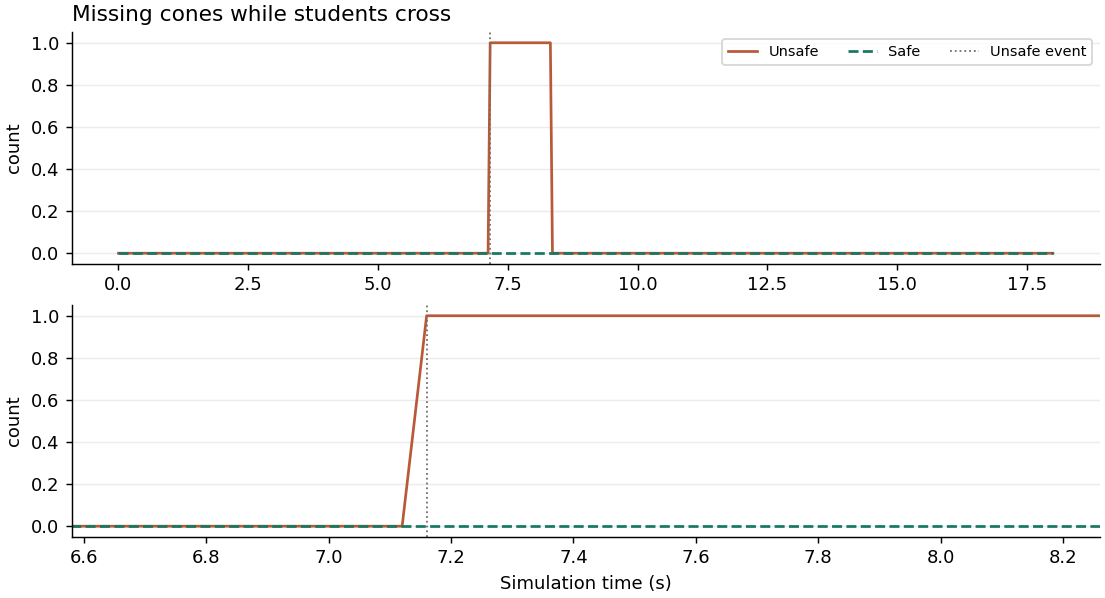 Missing cones while students cross
count
1.0
0.8
0.6
0.4
0.2
0.0
Unsafe Safe Unsafe event
0.0 2.5 5.0 7.5 10.0 12.5 15.0 17.5
count
1.0
0.8
0.6
0.4
0.2
0.0
6.6 6.8 7.0 7.2 7.4 7.6 7.8 8.0 8.2
Simulation time (s)